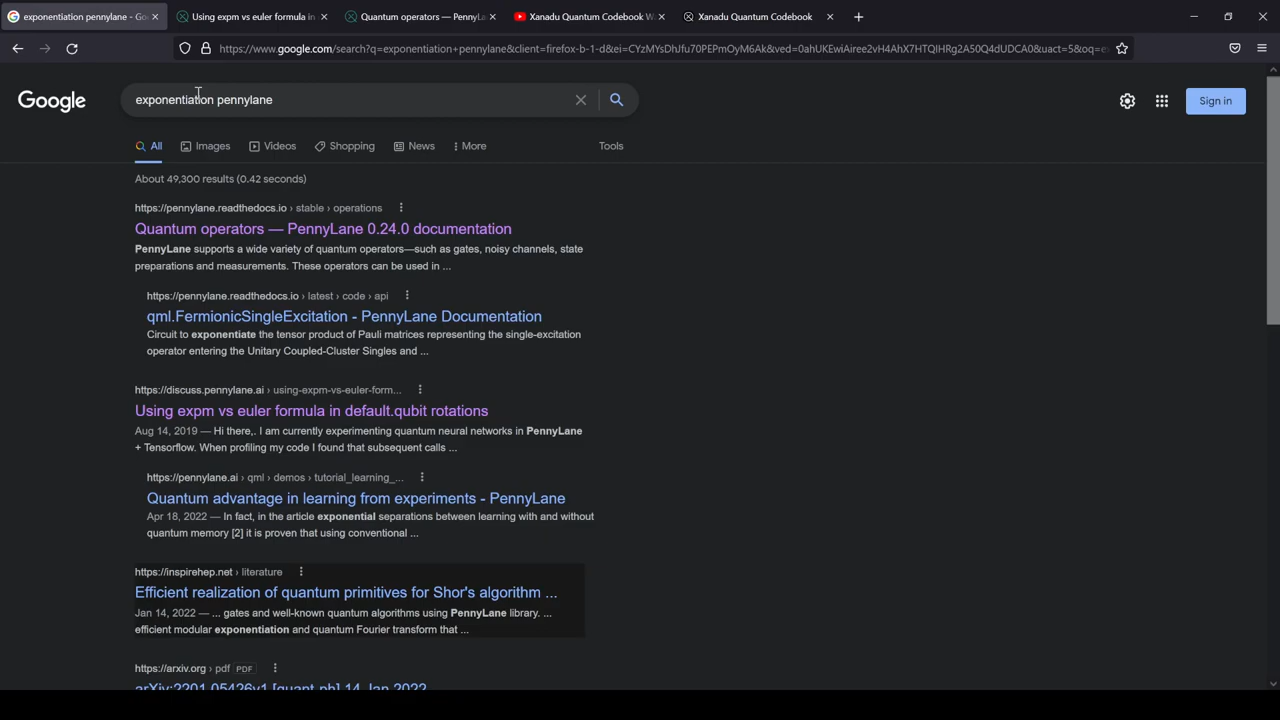 exponentiation pennylane - Go
Using expm vs euler formula in
Quantum operators — PennyLa
Xanadu Quantum Codebook W
Xanadu Quantum Codebook
https://www.google.com/search?q=exponentiation+pennylane&client=firefox-b-1-d&ei=CYzMYsDhJfu70PEPmOyM6Ak&ved=0ahUKEwiAiree2vH4AhX7HTQIHRg2A50Q4dUDCA0&uact=5&oq=e
Google
exponentiation pennylane
Sign in
All
Images
Videos
Shopping
News
More
Tools
About 49,300 results (0.42 seconds)
https://pennylane.readthedocs.io › stable › operations
Quantum operators — PennyLane 0.24.0 documentation
PennyLane supports a wide variety of quantum operators—such as gates, noisy channels, state
preparations and measurements. These operators can be used in ...
https://pennylane.readthedocs.io › latest › code › api
qml.FermionicSingleExcitation - PennyLane Documentation
Circuit to exponentiate the tensor product of Pauli matrices representing the single-excitation
operator entering the Unitary Coupled-Cluster Singles and ...
https://discuss.pennylane.ai › using-expm-vs-euler-form...
Using expm vs euler formula in default.qubit rotations
Aug 14, 2019 — Hi there,. I am currently experimenting quantum neural networks in PennyLane
+ Tensorflow. When profiling my code I found that subsequent calls ...
https://pennylane.ai › qml › demos › tutorial_learning_...
Quantum advantage in learning from experiments - PennyLane
Apr 18, 2022 — In fact, in the article exponential separations between learning with and without
quantum memory [2] it is proven that using conventional ...
https://inspirehep.net › literature
Efficient realization of quantum primitives for Shor's algorithm ...
Jan 14, 2022 — ... gates and well-known quantum algorithms using PennyLane library. ...
efficient modular exponentiation and quantum Fourier transform that ...
https://arxiv.org › pdf PDF
arXiv:2201.05426v1 [quant-ph] 14 Jan 2022